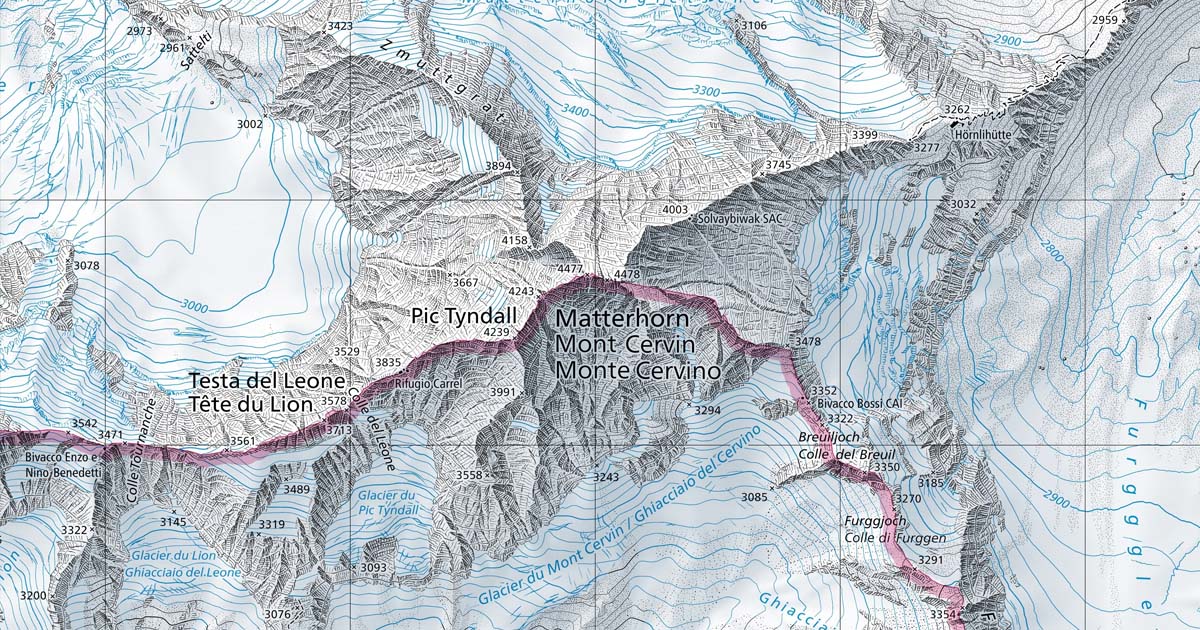 3423
2973
2961
Sattelti
3002
Zmuttgrat
3106
2959
2900
3300
3400
3262
Hörnlihütte
3277
3399
3745
3894
4003
Solvaybiwak SAC
3032
4158
4477
4478
3078
3667
4243
3000
2800
Pic Tyndall
4239
Matterhorn
Mont Cervin
Monte Cervino
3478
3529
3835
Rifugio Carrel
3991
Testa del Leone
Tête du Lion
3578
Colle del Leone
3713
3294
3352
Bivacco Bossi CAI
3322
Breuiljoch
Colle del Breuil
3350
3542
3471
Colle Tournanche
3561
Bivacco Enzo e
Nino Benedetti
3489
3558
3243
3085
3185
3270
2900
Glacier du
Pic Tyndall
Glacier du Mont Cervin / Ghiacciaio del Cervino
Furggjoch
Colle di Furggen
3145
3319
3322
3291
Glacier du Lion
Ghiacciaio del Leone
3093
3200
3076
3354
Ghiacciai
Furggle